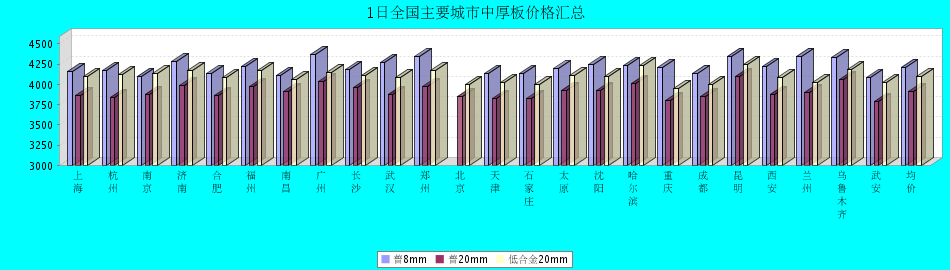 1日全国主要城市中厚板价格汇总
4500
4250
4000
3750
3500
3250
3000
上海 杭州 南京 济南 合肥 福州 南昌 广州 长沙 武汉 郑州 北京 天津 石家庄 太原 沈阳 哈尔滨 重庆 成都 昆明 西安 兰州 乌鲁木齐 武安 均价
普8mm 普20mm 低合金20mm